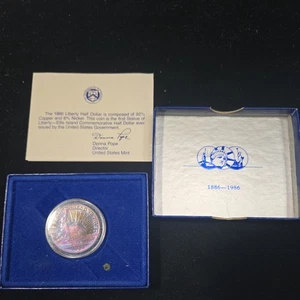 The 1986 Liberty Half Dollar is composed of 92%
Copper and 8% Nickel. This coin is the first Statue of
Liberty-Ellis Island Commemorative Half Dollar ever
issued by the United States Government.
Donna Pope
Donna Pope
Director
United States Mint
1886-1986